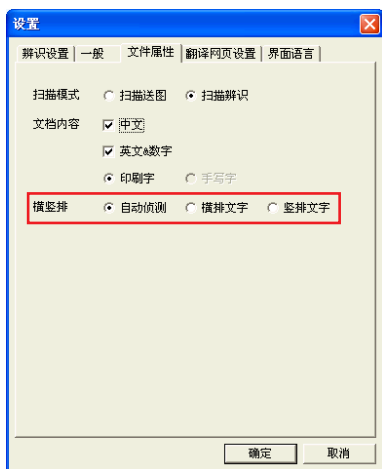 设置
辨识设置 一般 文件属性 翻译网页设置 界面语言
扫描模式 扫描送图 扫描辨识
文档内容 中文
英文&数字
印刷字 手写字
横竖排 自动侦测 横排文字 竖排文字
确定 取消